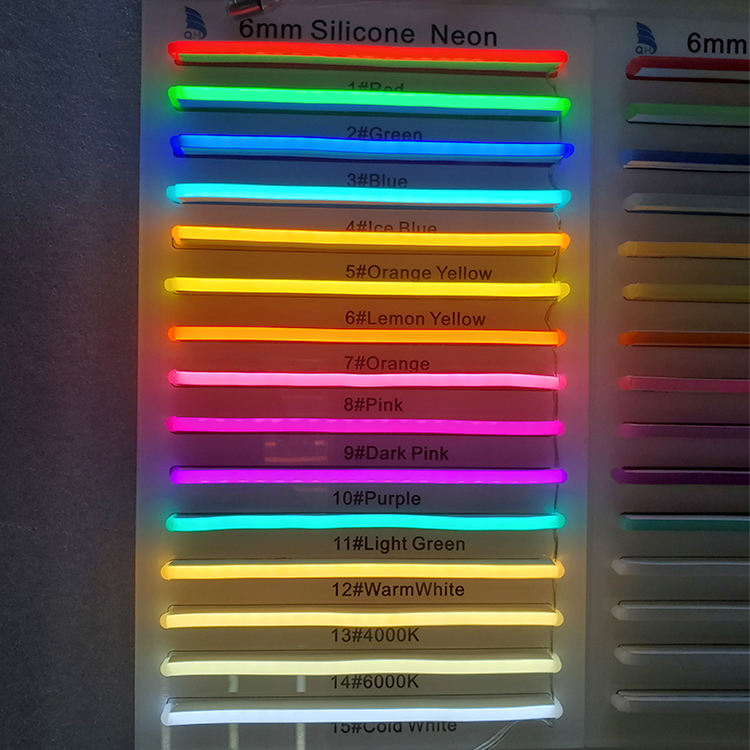 QH 6mm Silicone Neon
1#Red
2#Green
3#Blue
4#Ice Blue
5#Orange Yellow
6#Lemon Yellow
7#Orange
8#Pink
9#Dark Pink
10#Purple
11#Light Green
12#WarmWhite
13#4000K
14#6000K
15#Cold White
QH 6mm